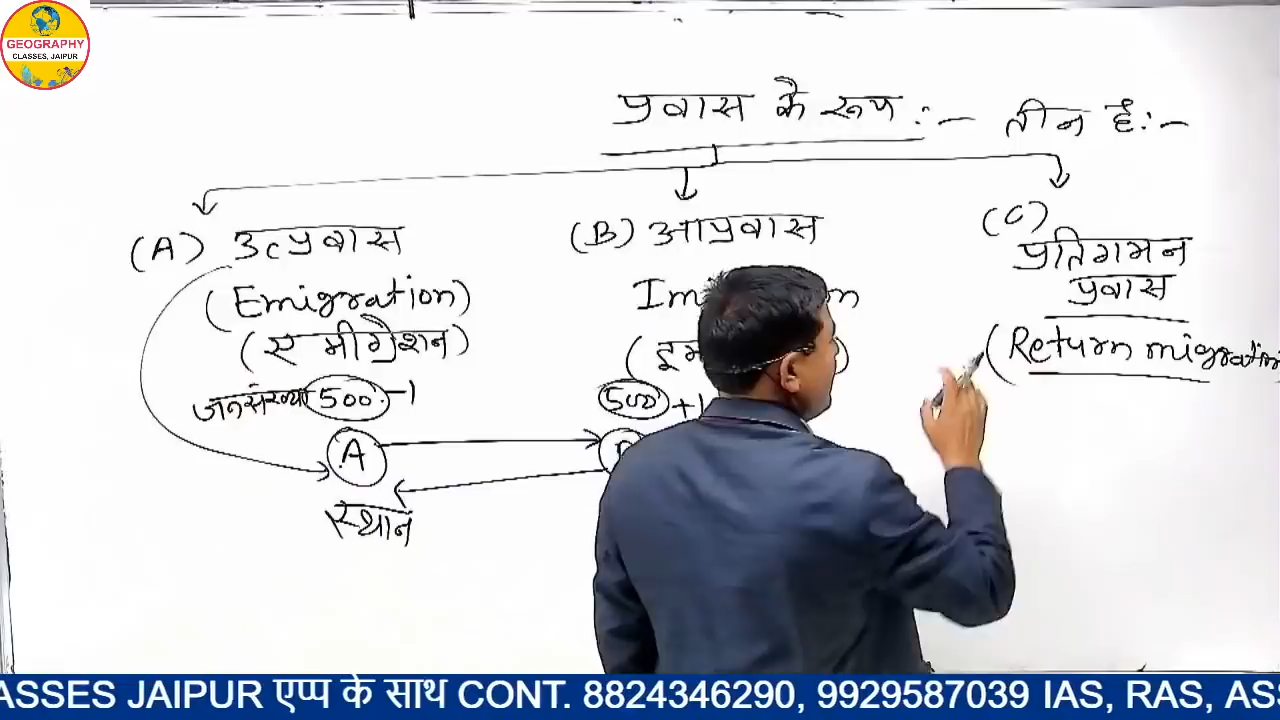 GEOGRAPHY
CLASSES, JAIPUR
प्रवास के रूप :- तीन है :-
(A) उत्प्रवास
(Emigration)
(एमीग्रेशन)
जनसंख्या 500 -1
A
स्थान
(B) आप्रवास
500 +1
(C)
प्रतिगमन
प्रवास
(Return migration
ASSES JAIPUR एप्प के साथ CONT. 8824346290, 9929587039 IAS, RAS, AS